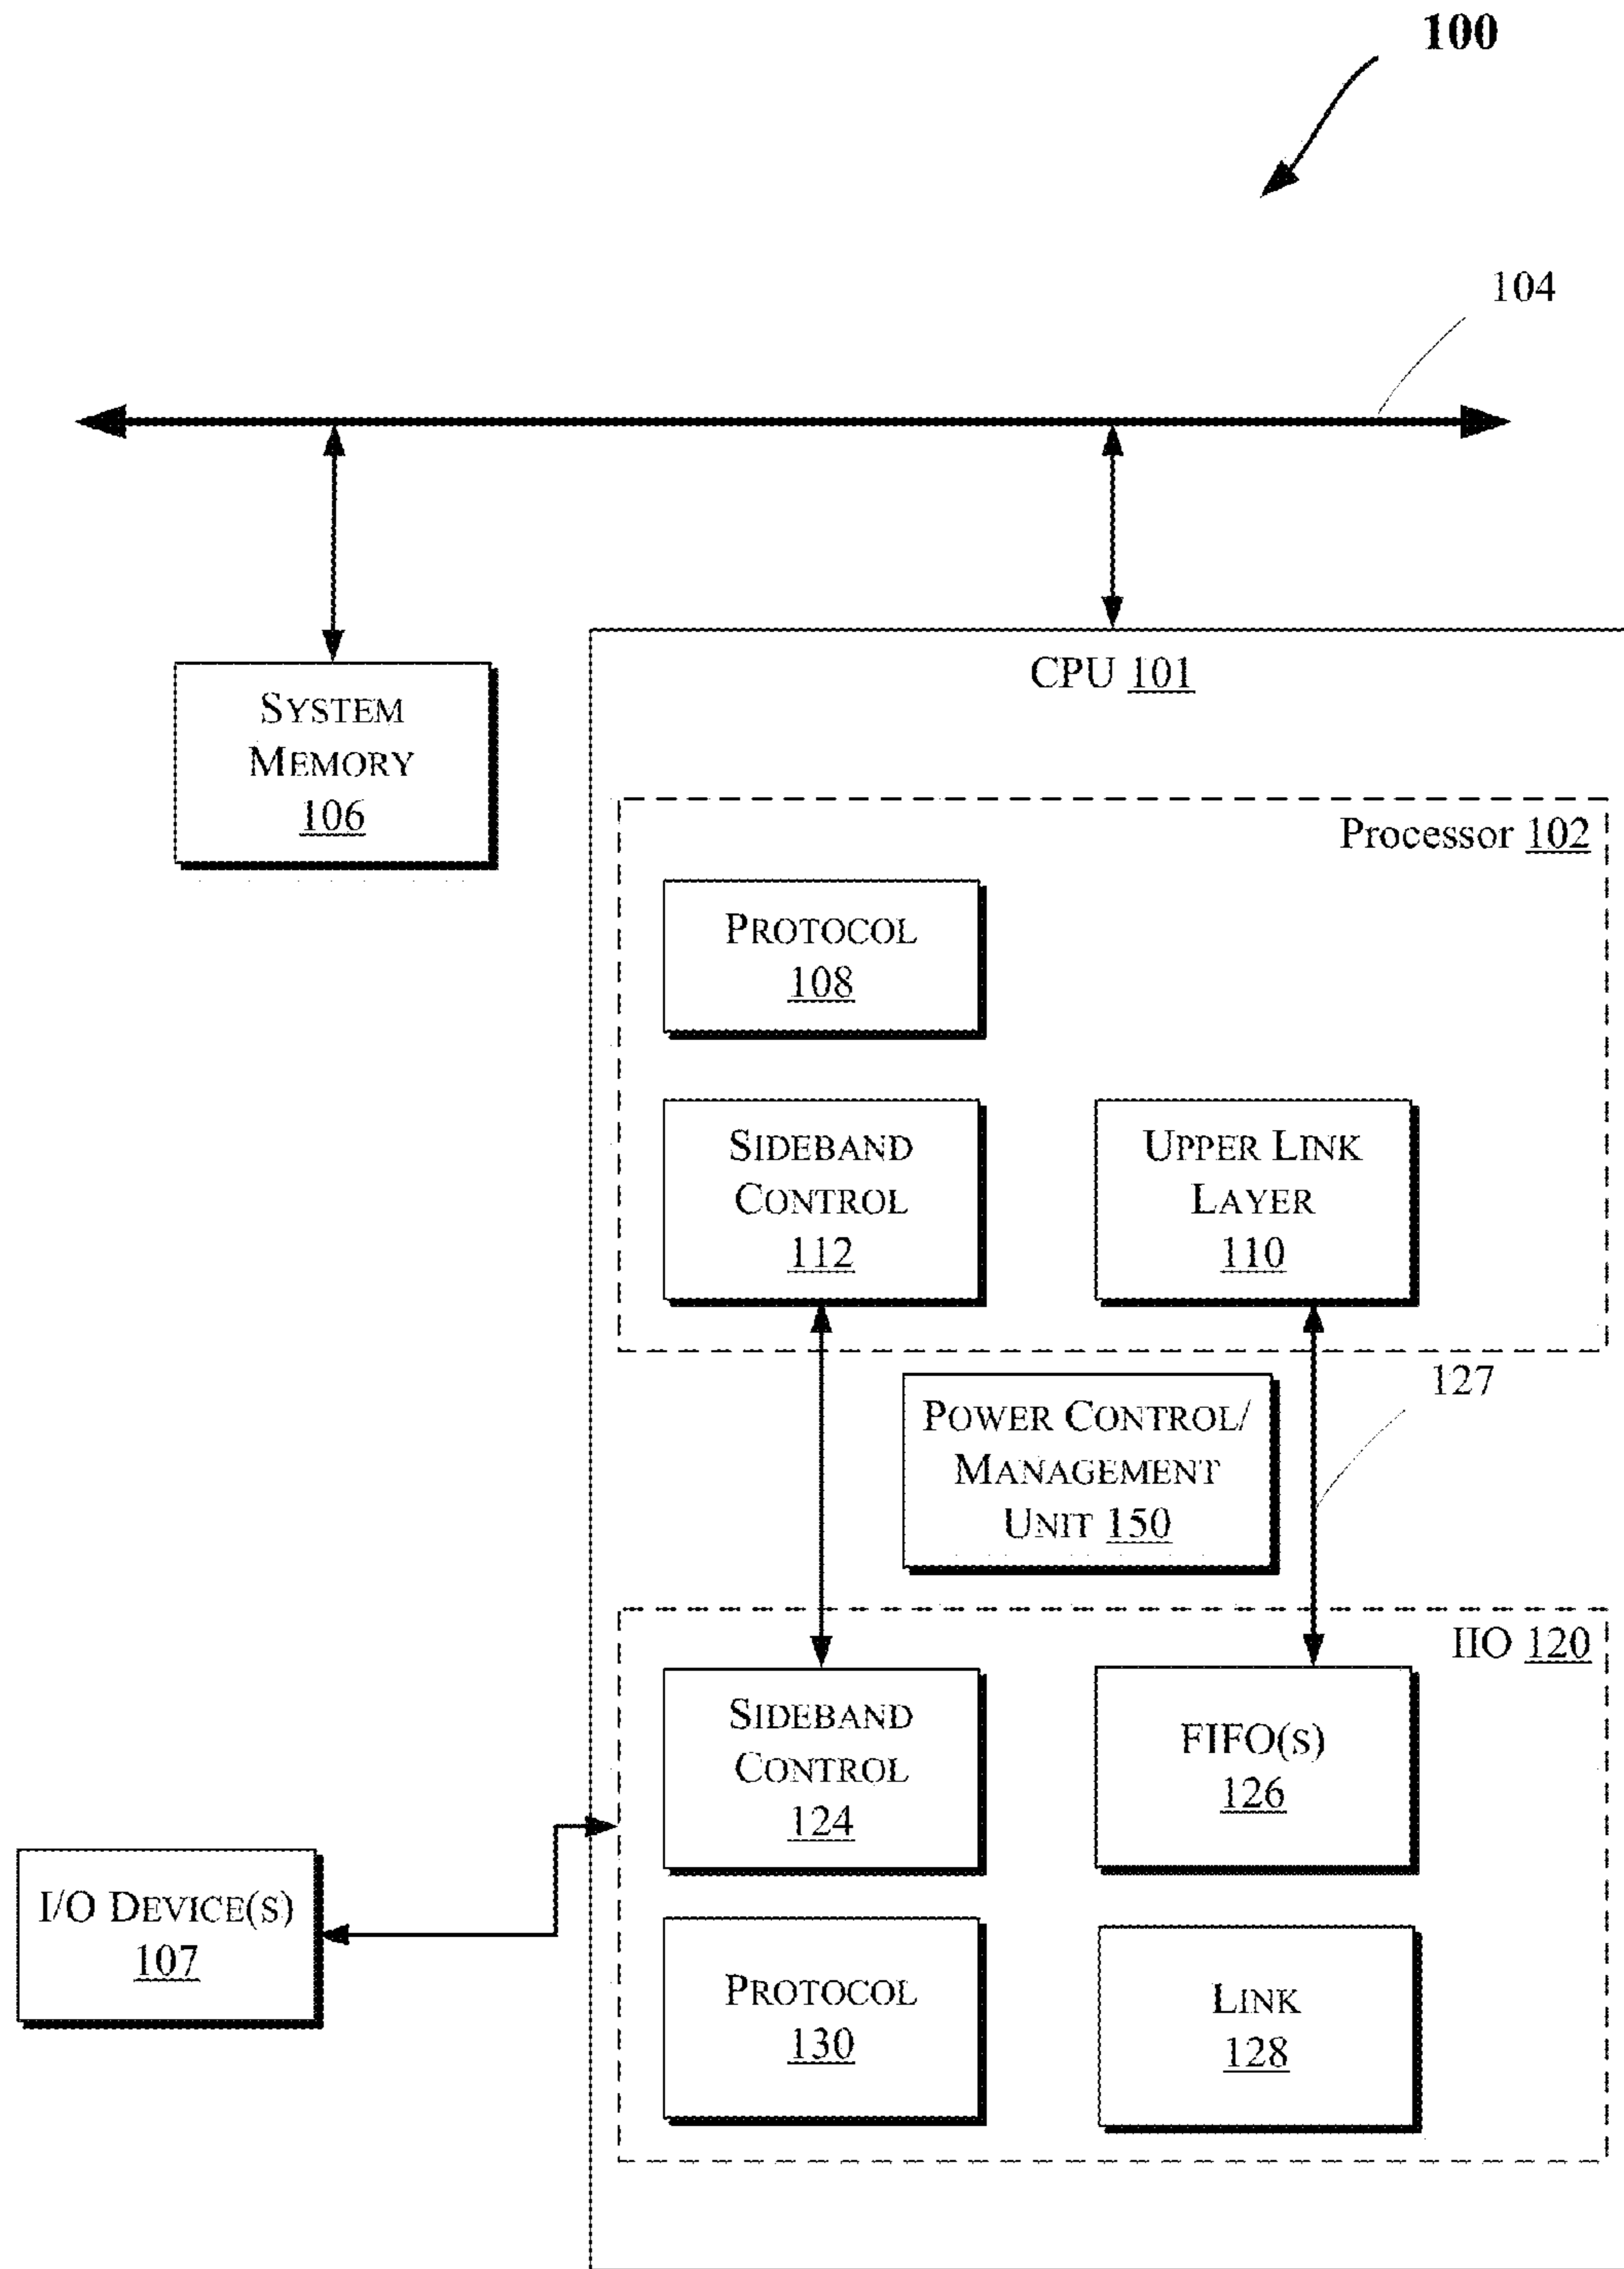 100
104
CPU 101
SYSTEM
MEMORY
106
Processor 102
PROTOCOL
108
SIDEBAND
CONTROL
112
UPPER LINK
LAYER
110
127
POWER CONTROL/
MANAGEMENT
UNIT 150
IIO 120
SIDEBAND
CONTROL
124
FIFO(S)
126
I/O DEVICE(S)
107
PROTOCOL
130
LINK
128